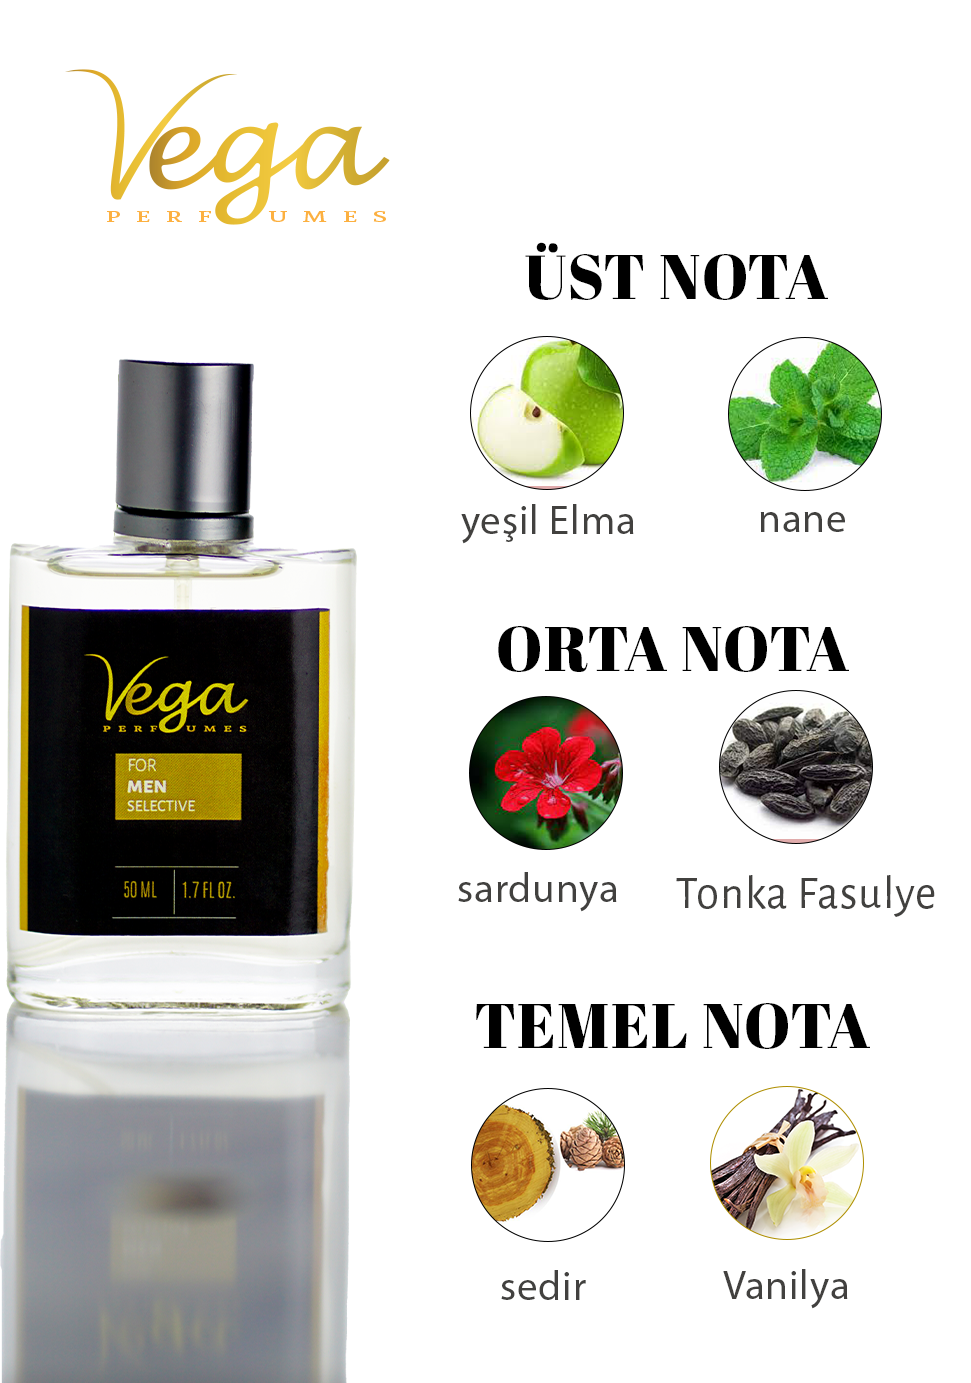 Vega
PERFUMES
ÜST NOTA
yeşil Elma
nane
ORTA NOTA
sardunya
Tonka Fasulye
TEMEL NOTA
sedir
Vanilya
Vega
PERFUMES
FOR
MEN
SELECTIVE
50 ML
1.7 FL OZ.